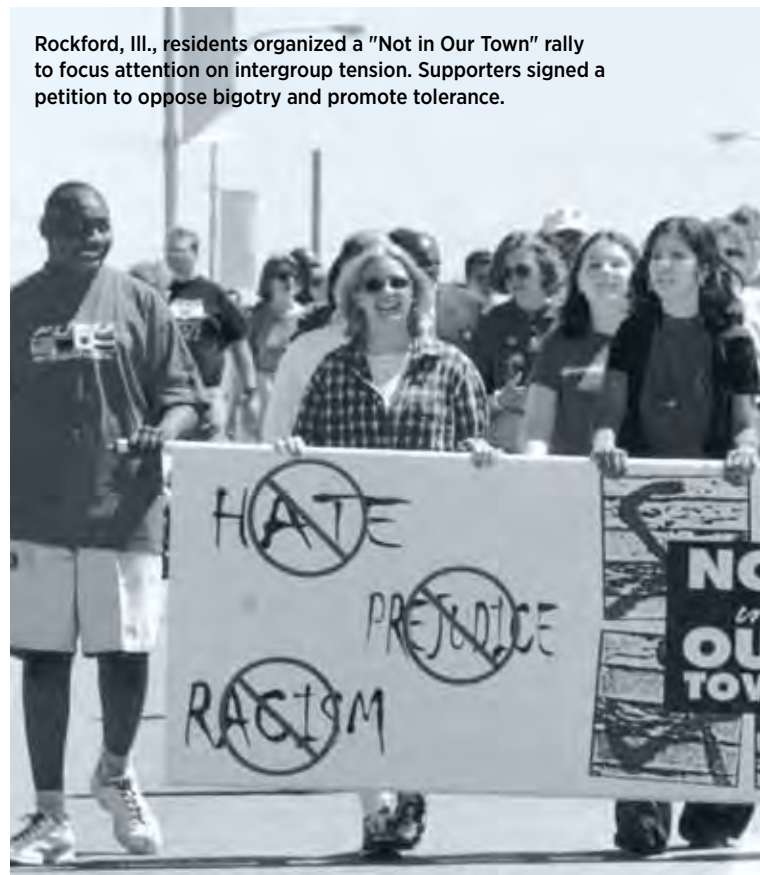 Rockford, Ill., residents organized a "Not in Our Town" rally
to focus attention on intergroup tension. Supporters signed a
petition to oppose bigotry and promote tolerance.
HATE
PREJUDICE
RACISM
NO
in
OU
TOW